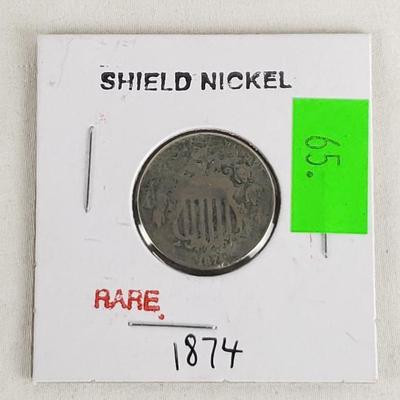 SHIELD NICKEL
65.
RARE.
1874